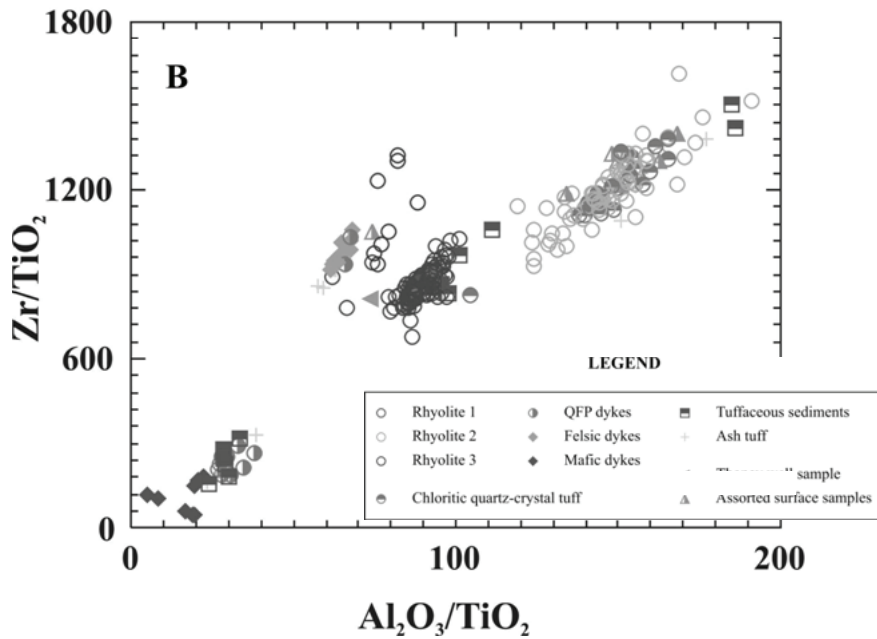 B
1800
1200
600
0
Zr/TiO₂
0 100 200
Al₂O₃/TiO₂
LEGEND
Rhyolite 1 QFP dykes Tuffaceous sediments
Rhyolite 2 Felsic dykes Ash tuff
Rhyolite 3 Mafic dykes sample
Chloritic quartz-crystal tuff Assorted surface samples